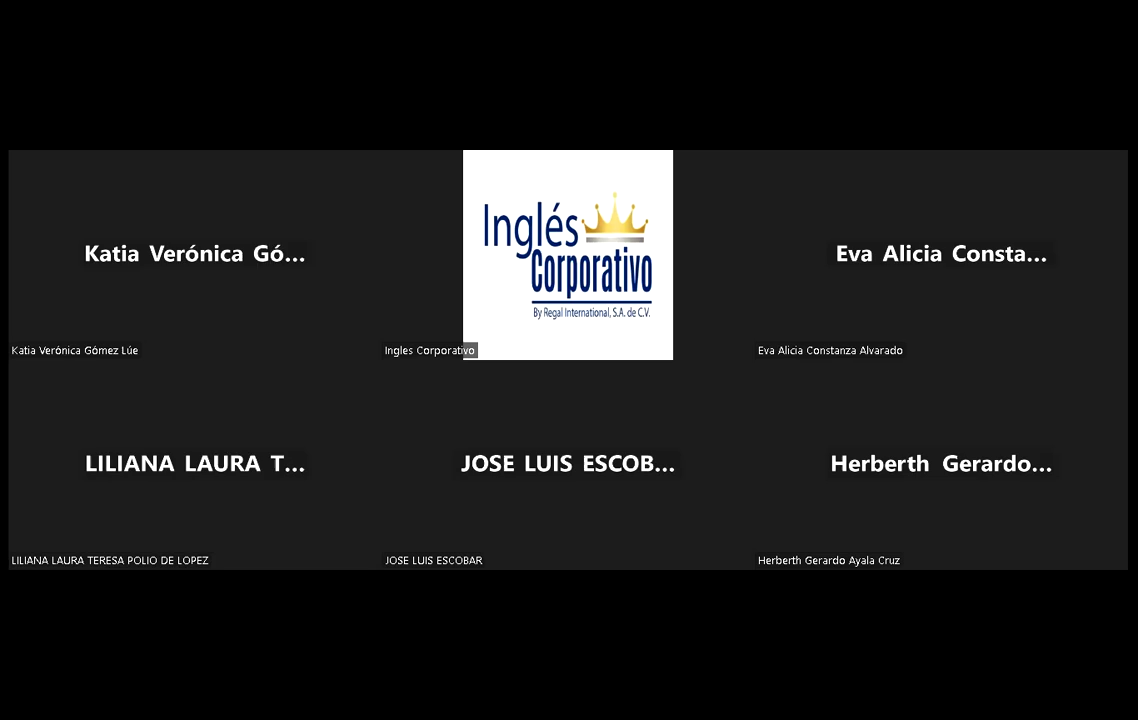 Katia Verónica Gó...
Katia Verónica Gómez Lúe
Inglés
Corporativo
By Regal International, S.A. de C.V.
Ingles Corporativo
Eva Alicia Consta...
Eva Alicia Constanza Alvarado
LILIANA LAURA T...
LILIANA LAURA TERESA POLIO DE LOPEZ
JOSE LUIS ESCOB...
JOSE LUIS ESCOBAR
Herberth Gerardo...
Herberth Gerardo Ayala Cruz